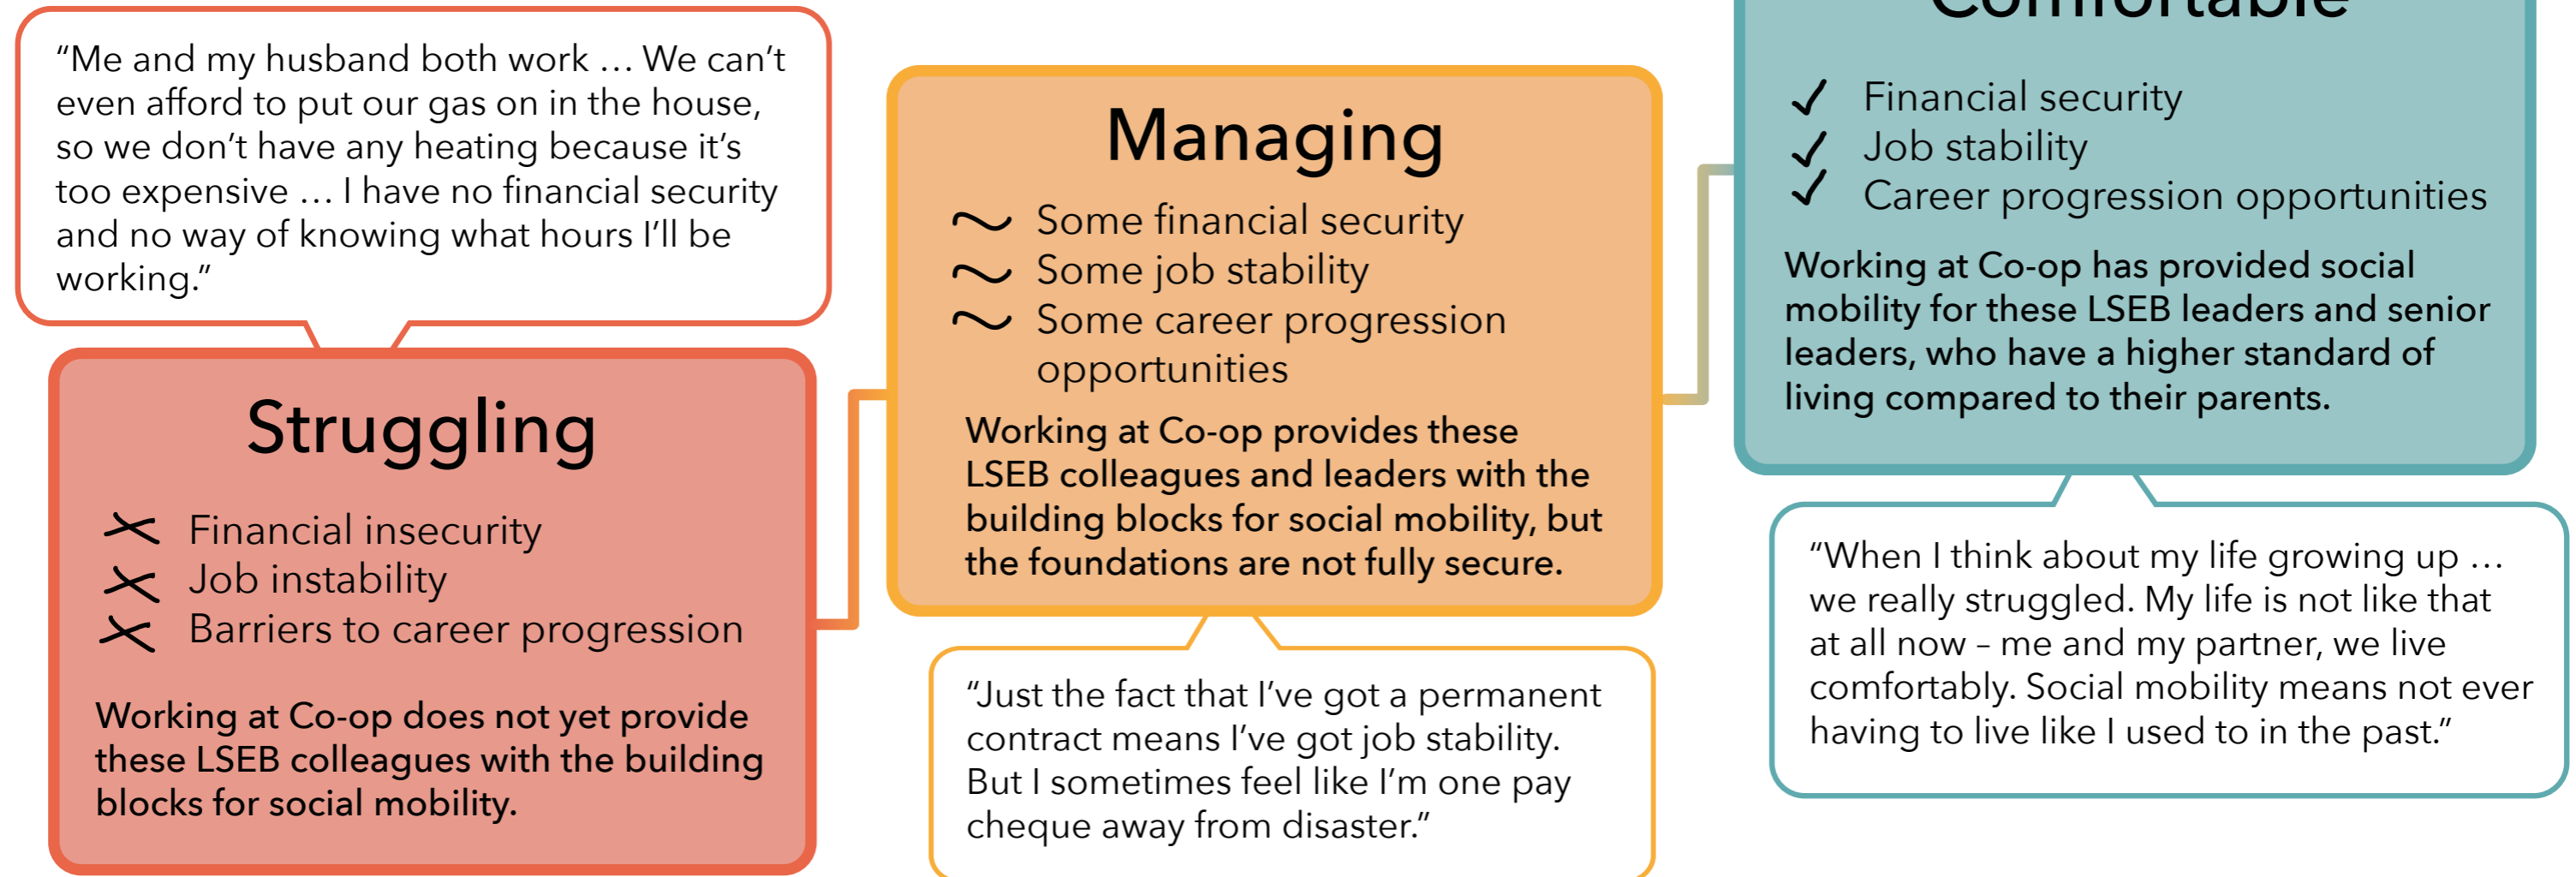 “Me and my husband both work … We can’t
even afford to put our gas on in the house,
so we don’t have any heating because it’s
too expensive … I have no financial security
and no way of knowing what hours I’ll be
working.”
Struggling
Financial insecurity
Job instability
Barriers to career progression
Working at Co-op does not yet provide
these LSEB colleagues with the building
blocks for social mobility.
Managing
Some financial security
Some job stability
Some career progression
opportunities
Working at Co-op provides these
LSEB colleagues and leaders with the
building blocks for social mobility, but
the foundations are not fully secure.
“Just the fact that I’ve got a permanent
contract means I’ve got job stability.
But I sometimes feel like I’m one pay
cheque away from disaster.”
Comfortable
Financial security
Job stability
Career progression opportunities
Working at Co-op has provided social
mobility for these LSEB leaders and senior
leaders, who have a higher standard of
living compared to their parents.
“When I think about my life growing up …
we really struggled. My life is not like that
at all now – me and my partner, we live
comfortably. Social mobility means not ever
having to live like I used to in the past.”